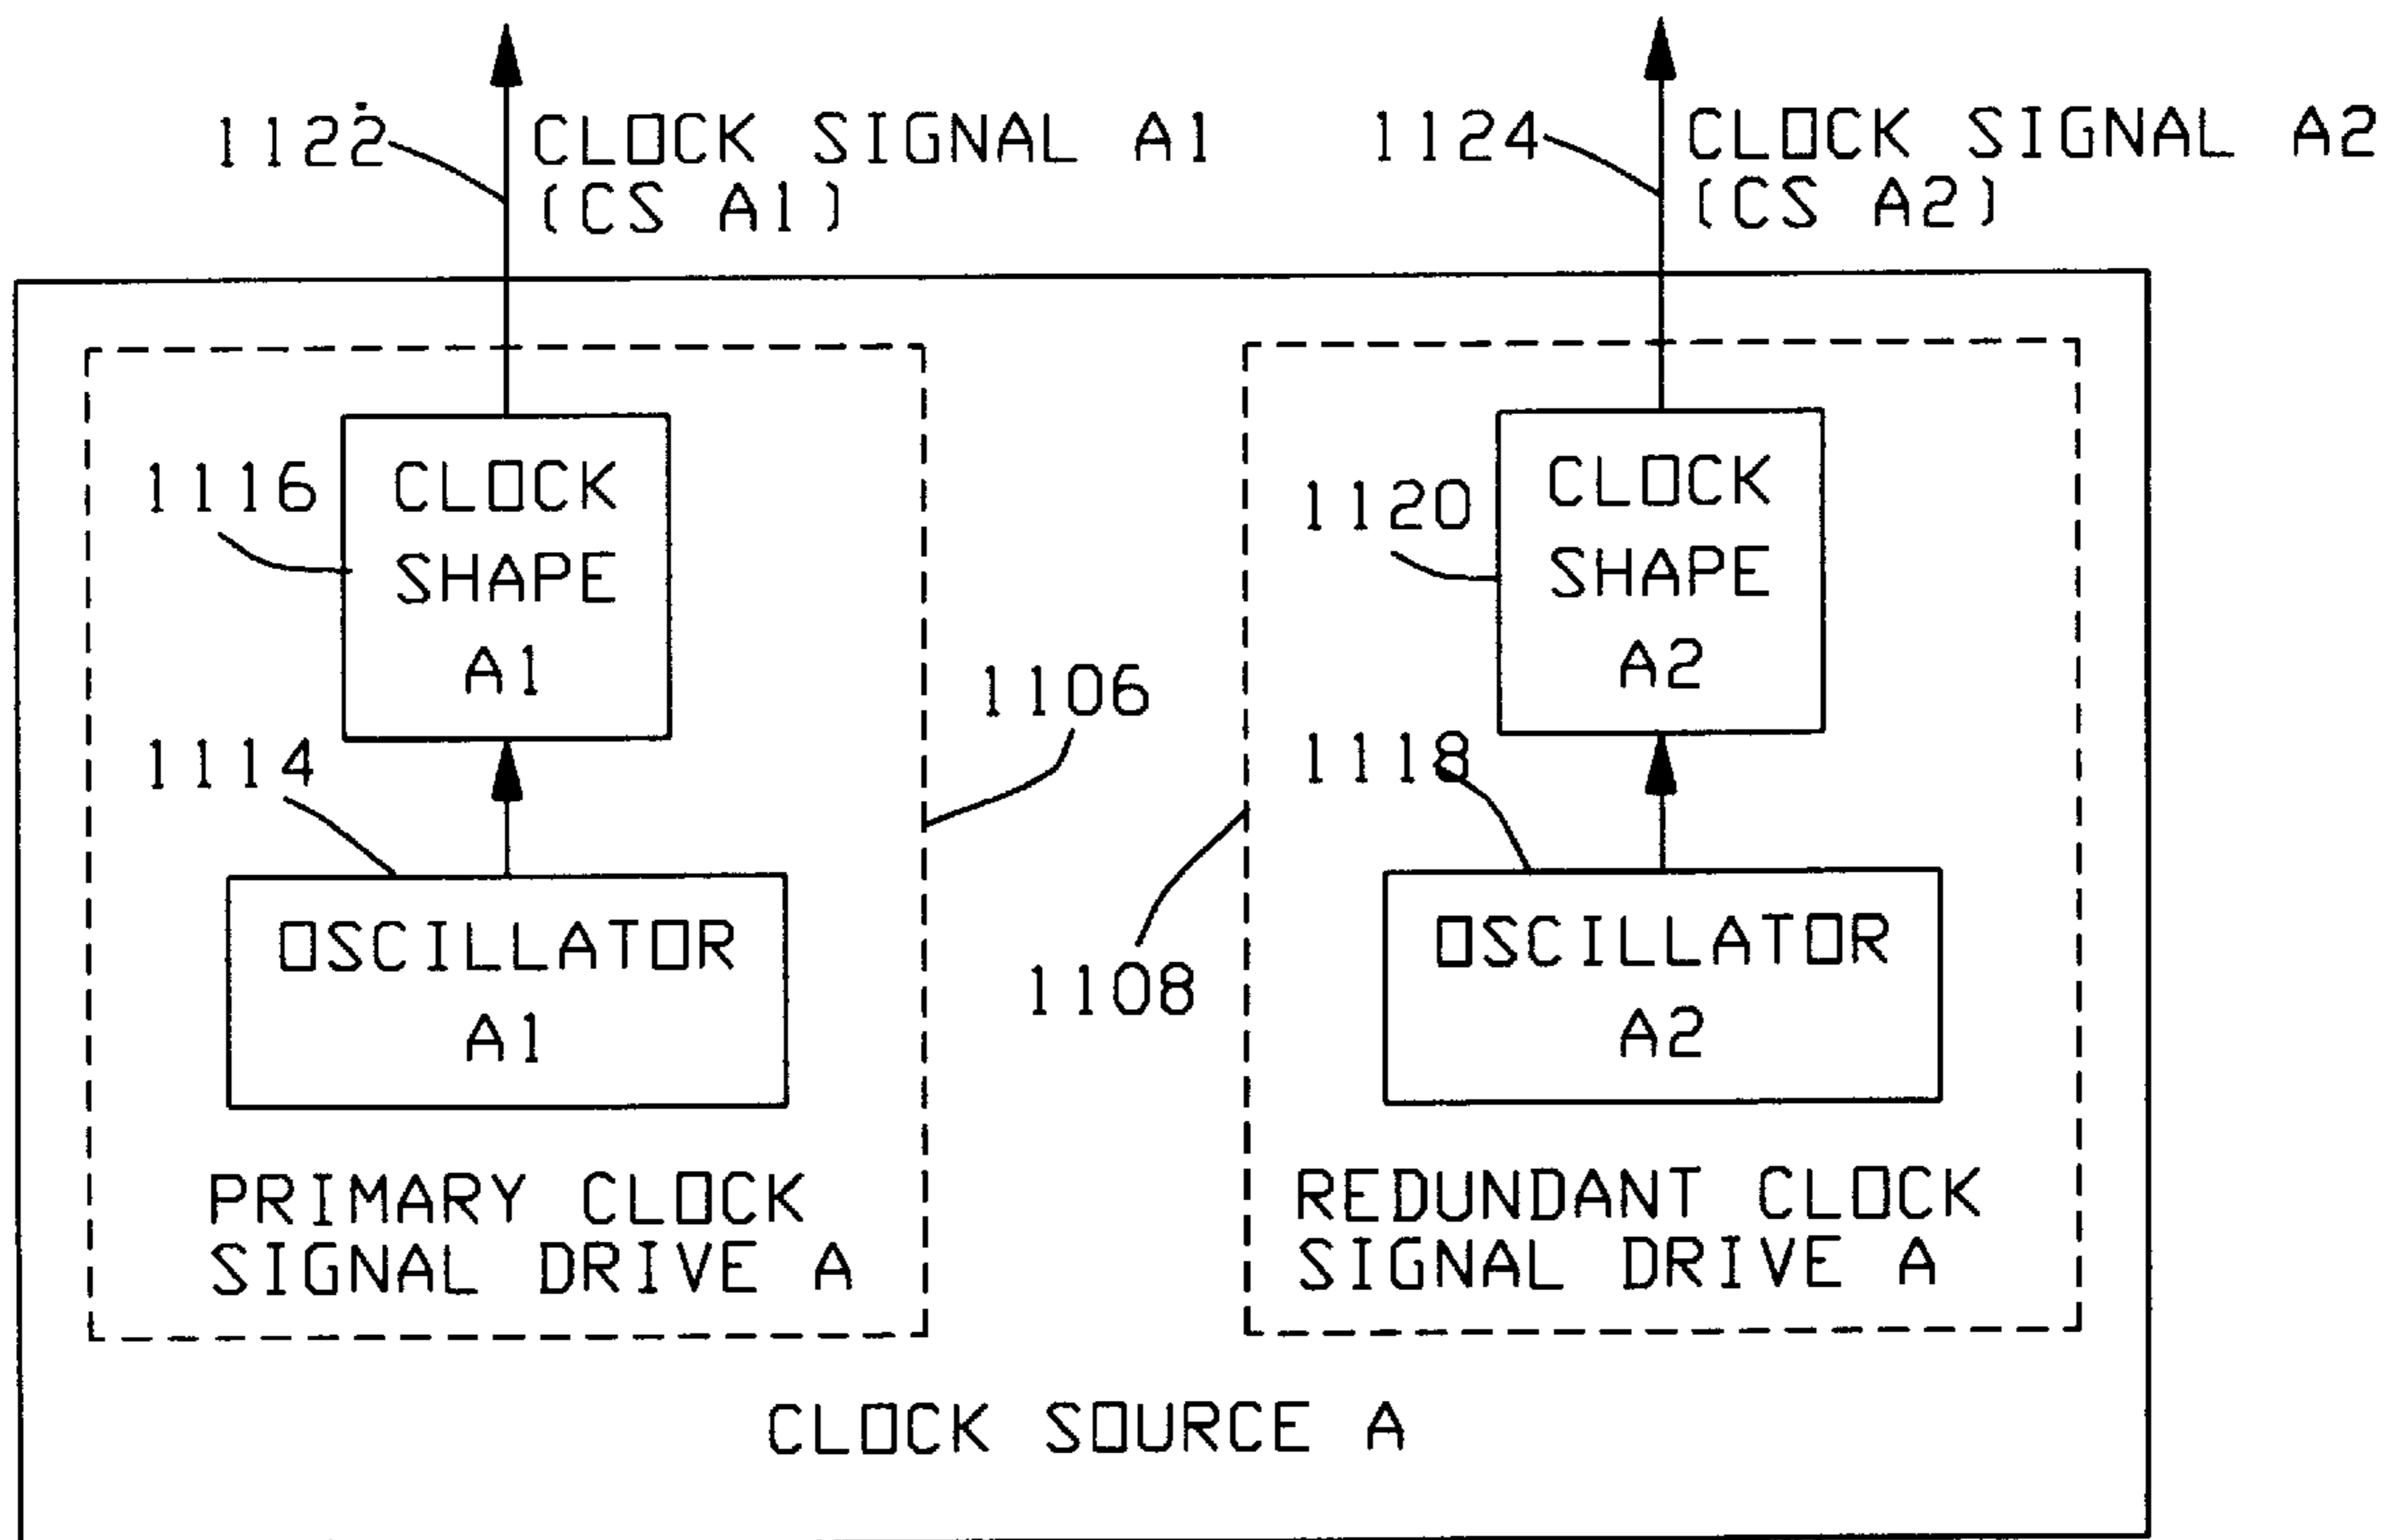 1122
CLOCK SIGNAL A1
(CS A1)
1124
CLOCK SIGNAL A2
(CS A2)
1116
CLOCK
SHAPE
A1
1114
OSCILLATOR
A1
PRIMARY CLOCK
SIGNAL DRIVE A
1106
1108
1120
CLOCK
SHAPE
A2
1118
OSCILLATOR
A2
REDUNDANT CLOCK
SIGNAL DRIVE A
CLOCK SOURCE A